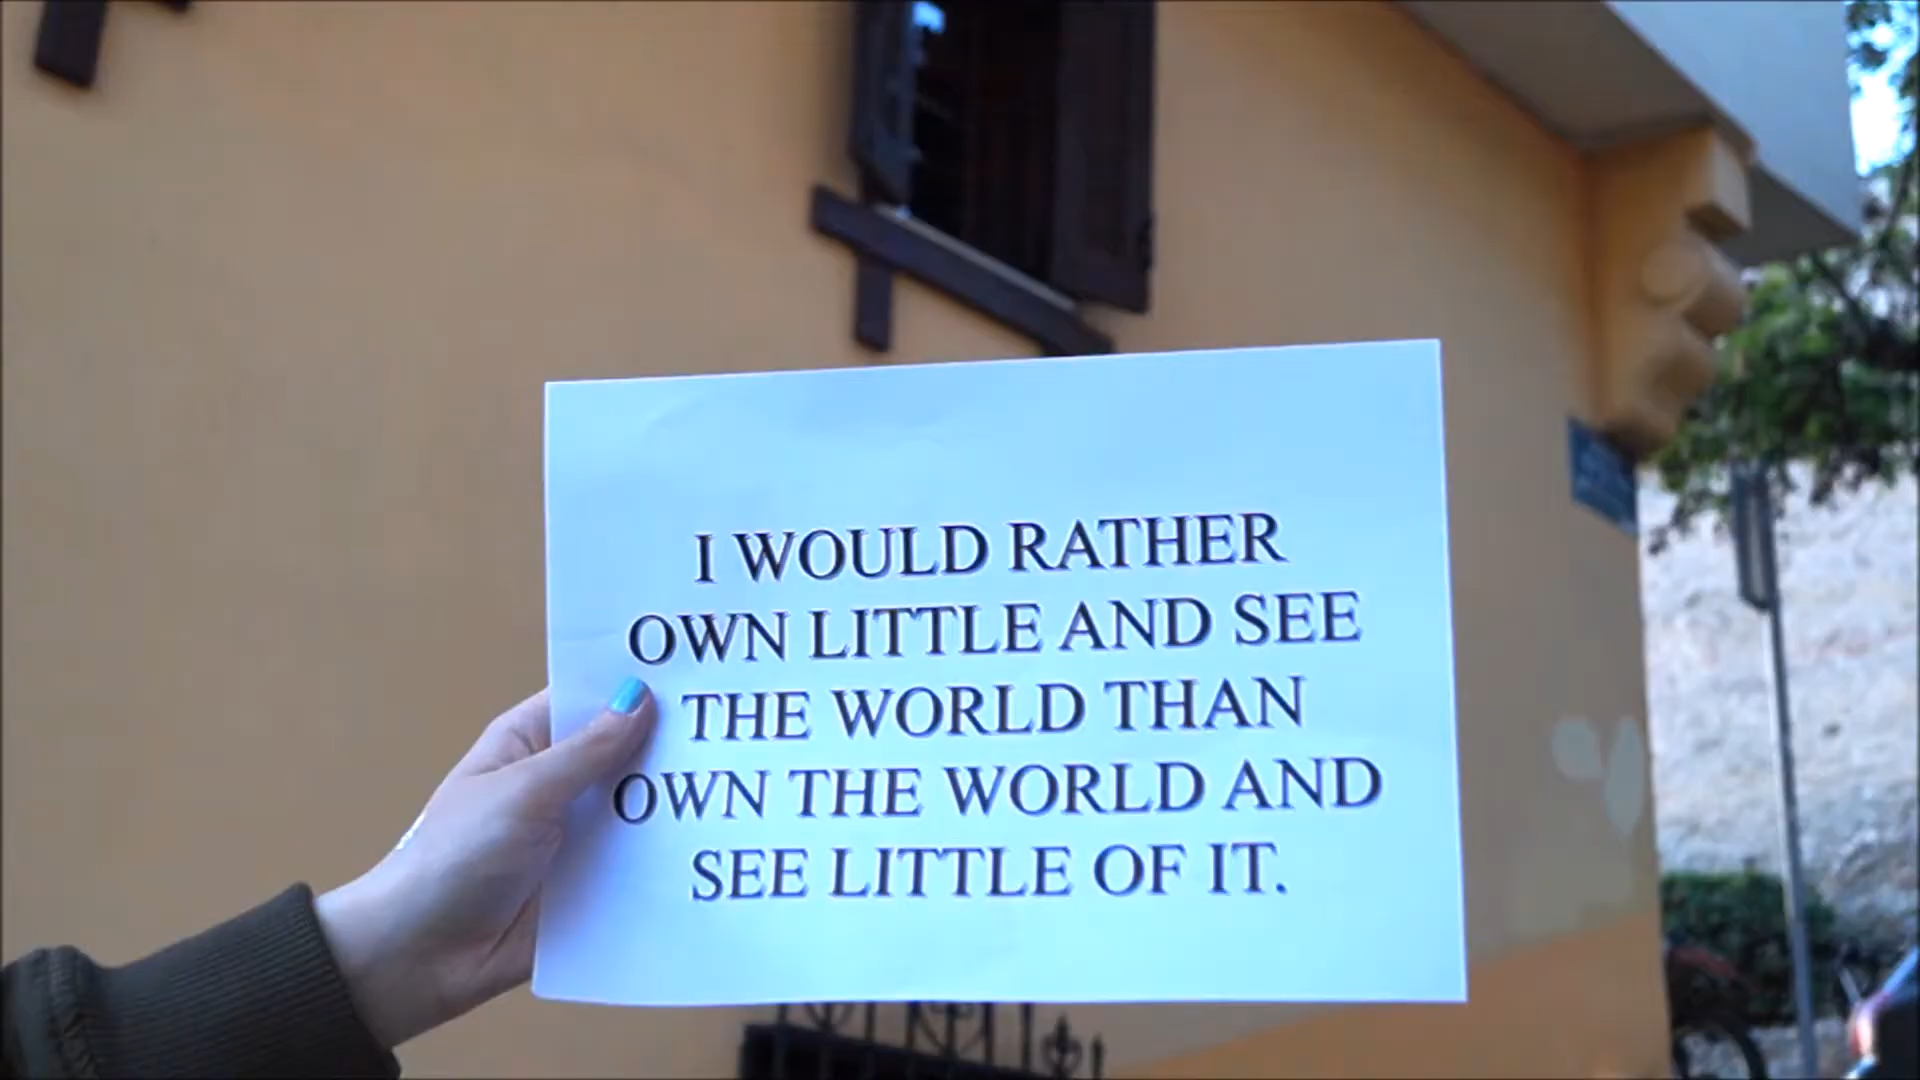 I WOULD RATHER
OWN LITTLE AND SEE
THE WORLD THAN
OWN THE WORLD AND
SEE LITTLE OF IT.